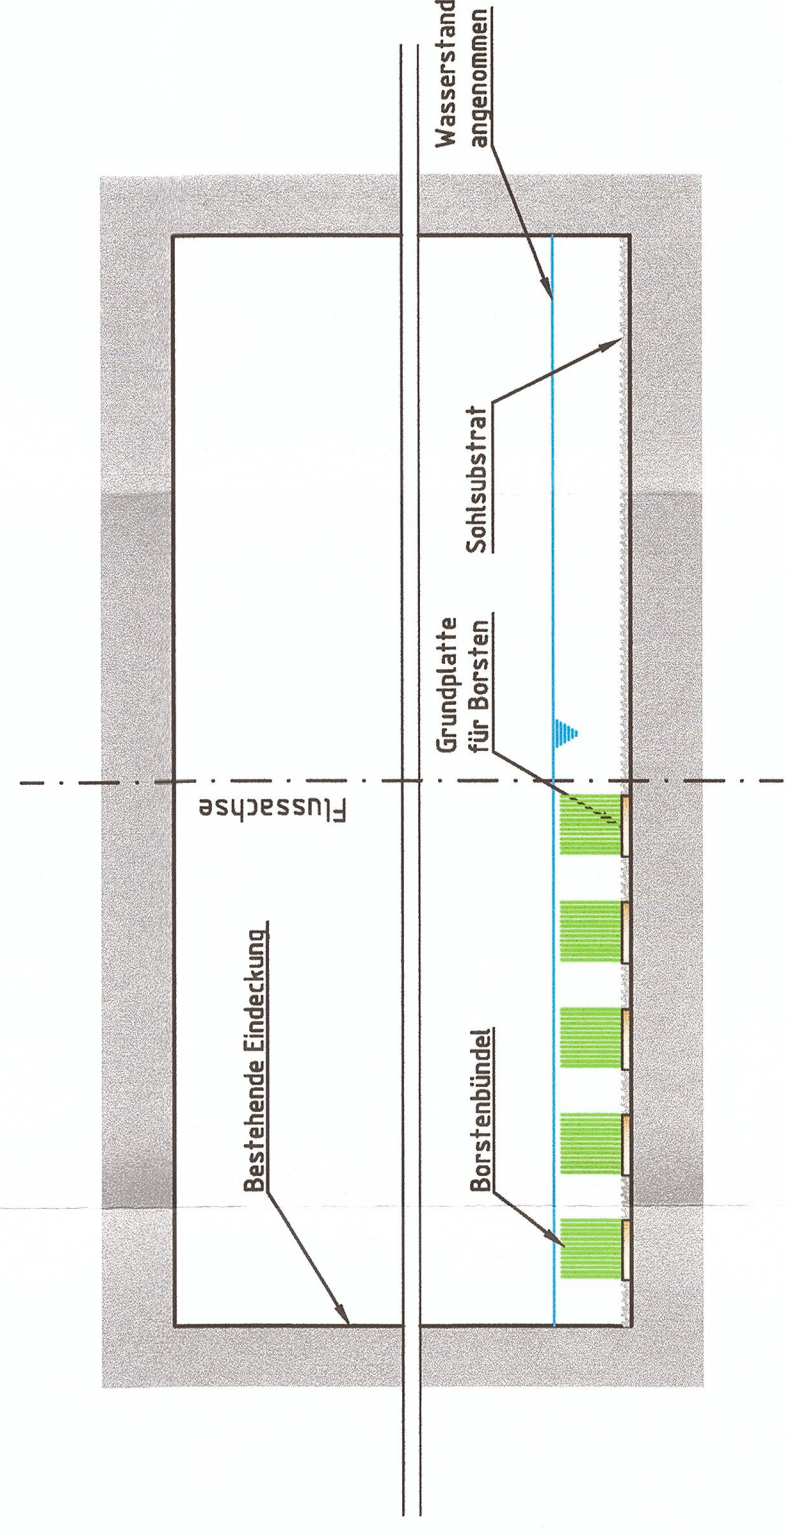 Bestehende Eindeckung
Flussachse
Borstenbündel
Grundplatte
für Borsten
Sohlsubstrat
Wasserstand
angenommen